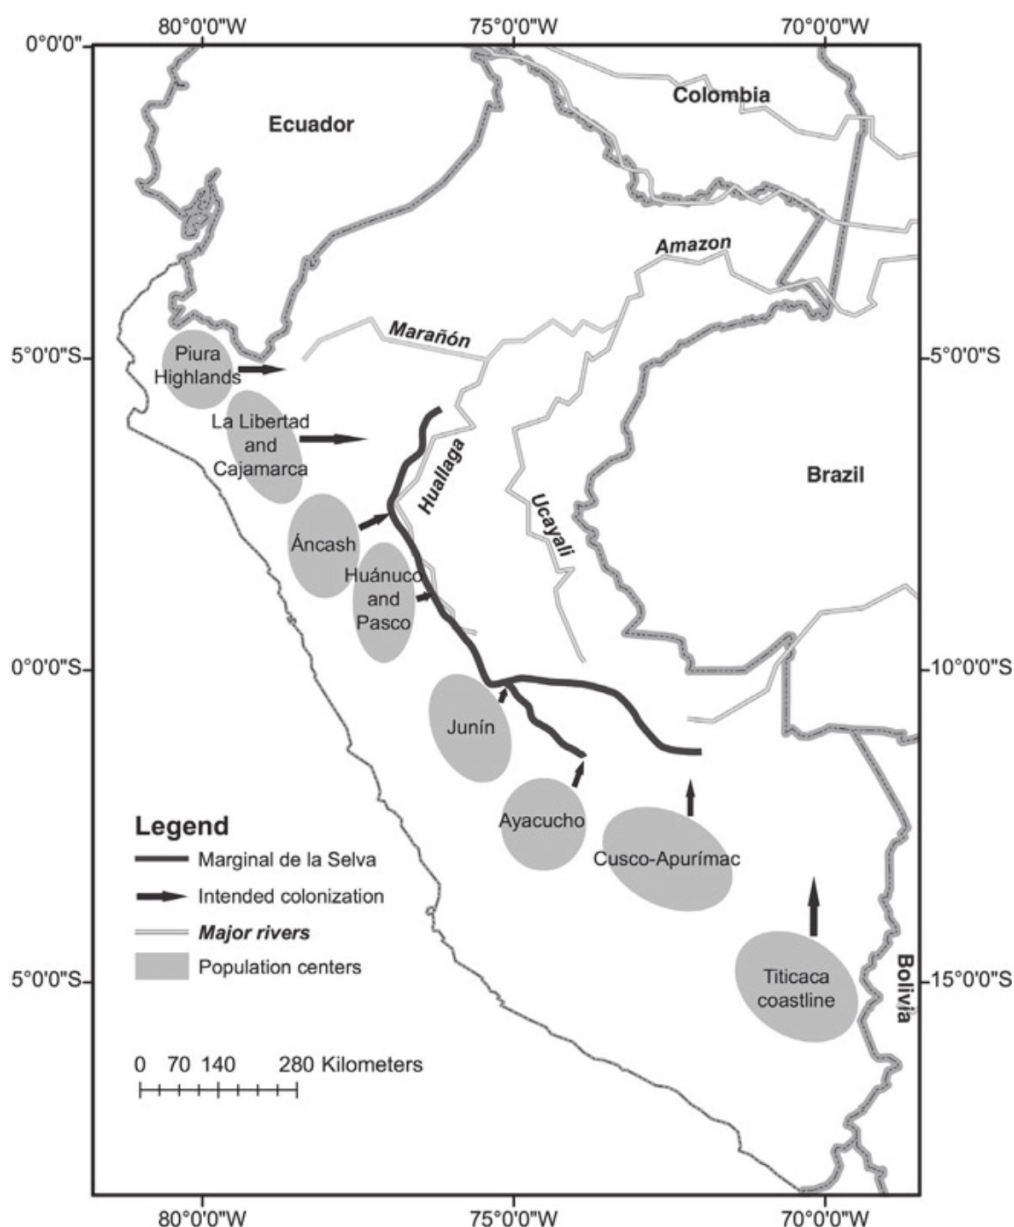 80°0'0"W
75°0'0"W
70°0'0"W
0°0'0"
Colombia
Ecuador
Amazon
Marañón
5°0'0"S
5°0'0"S
Piura
Highlands
La Libertad
and
Cajamarca
Huallaga
Brazil
Ucayali
Áncash
Huánuco
and
Pasco
0°0'0"S
10°0'0"S
Junín
Ayacucho
Cusco-Apurímac
Legend
Marginal de la Selva
Intended colonization
Major rivers
Population centers
5°0'0"S
15°0'0"S
Titicaca
coastline
Bolivia
0 70 140 280 Kilometers
80°0'0"W
75°0'0"W
70°0'0"W